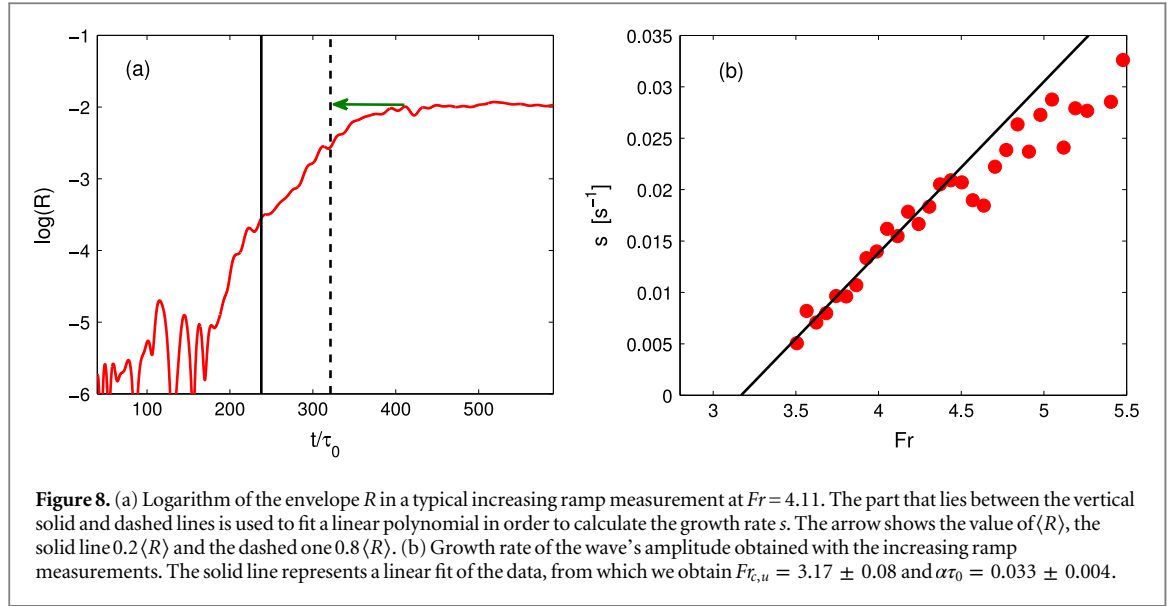 (a)
-1
-2
-3
-4
-5
-6
log(R)
100 200 300 400 500
t/τ0
(b)
0.035
0.03
0.025
0.02
0.015
0.01
0.005
0
s [s−1]
3 3.5 4 4.5 5 5.5
Fr
Figure 8. (a) Logarithm of the envelope R in a typical increasing ramp measurement at Fr = 4.11. The part that lies between the vertical
solid and dashed lines is used to fit a linear polynomial in order to calculate the growth rate s. The arrow shows the value of ⟨R⟩, the
solid line 0.2⟨R⟩ and the dashed one 0.8⟨R⟩. (b) Growth rate of the wave's amplitude obtained with the increasing ramp
measurements. The solid line represents a linear fit of the data, from which we obtain Frc,u = 3.17 ± 0.08 and ατ0 = 0.033 ± 0.004.